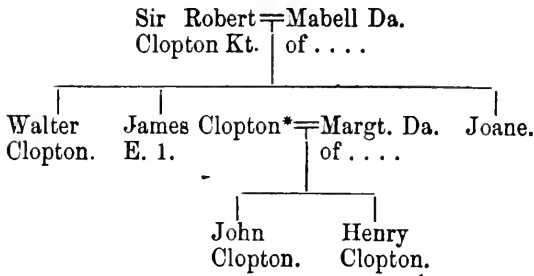 Sir Robert=Mabell Da.
Clopton Kt. of . . . .
Walter James Clopton*=Margt. Da. Joane.
Clopton. E. 1. of . . . .
John Henry
Clopton. Clopton.